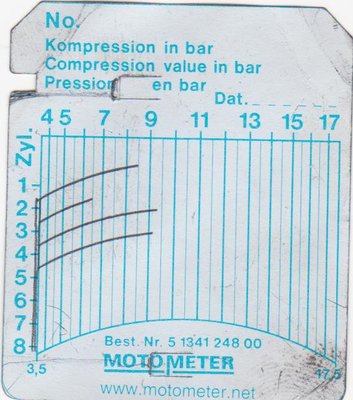 No.
Kompression in bar
Compression value in bar
Pression en bar
Dat.
4 5 7 9 11 13 15 17
Zyl.
1
2
3
4
5
6
7
8
3,5 17,5
Best. Nr. 5 1341 248 00
MOTOMETER
www.motometer.net